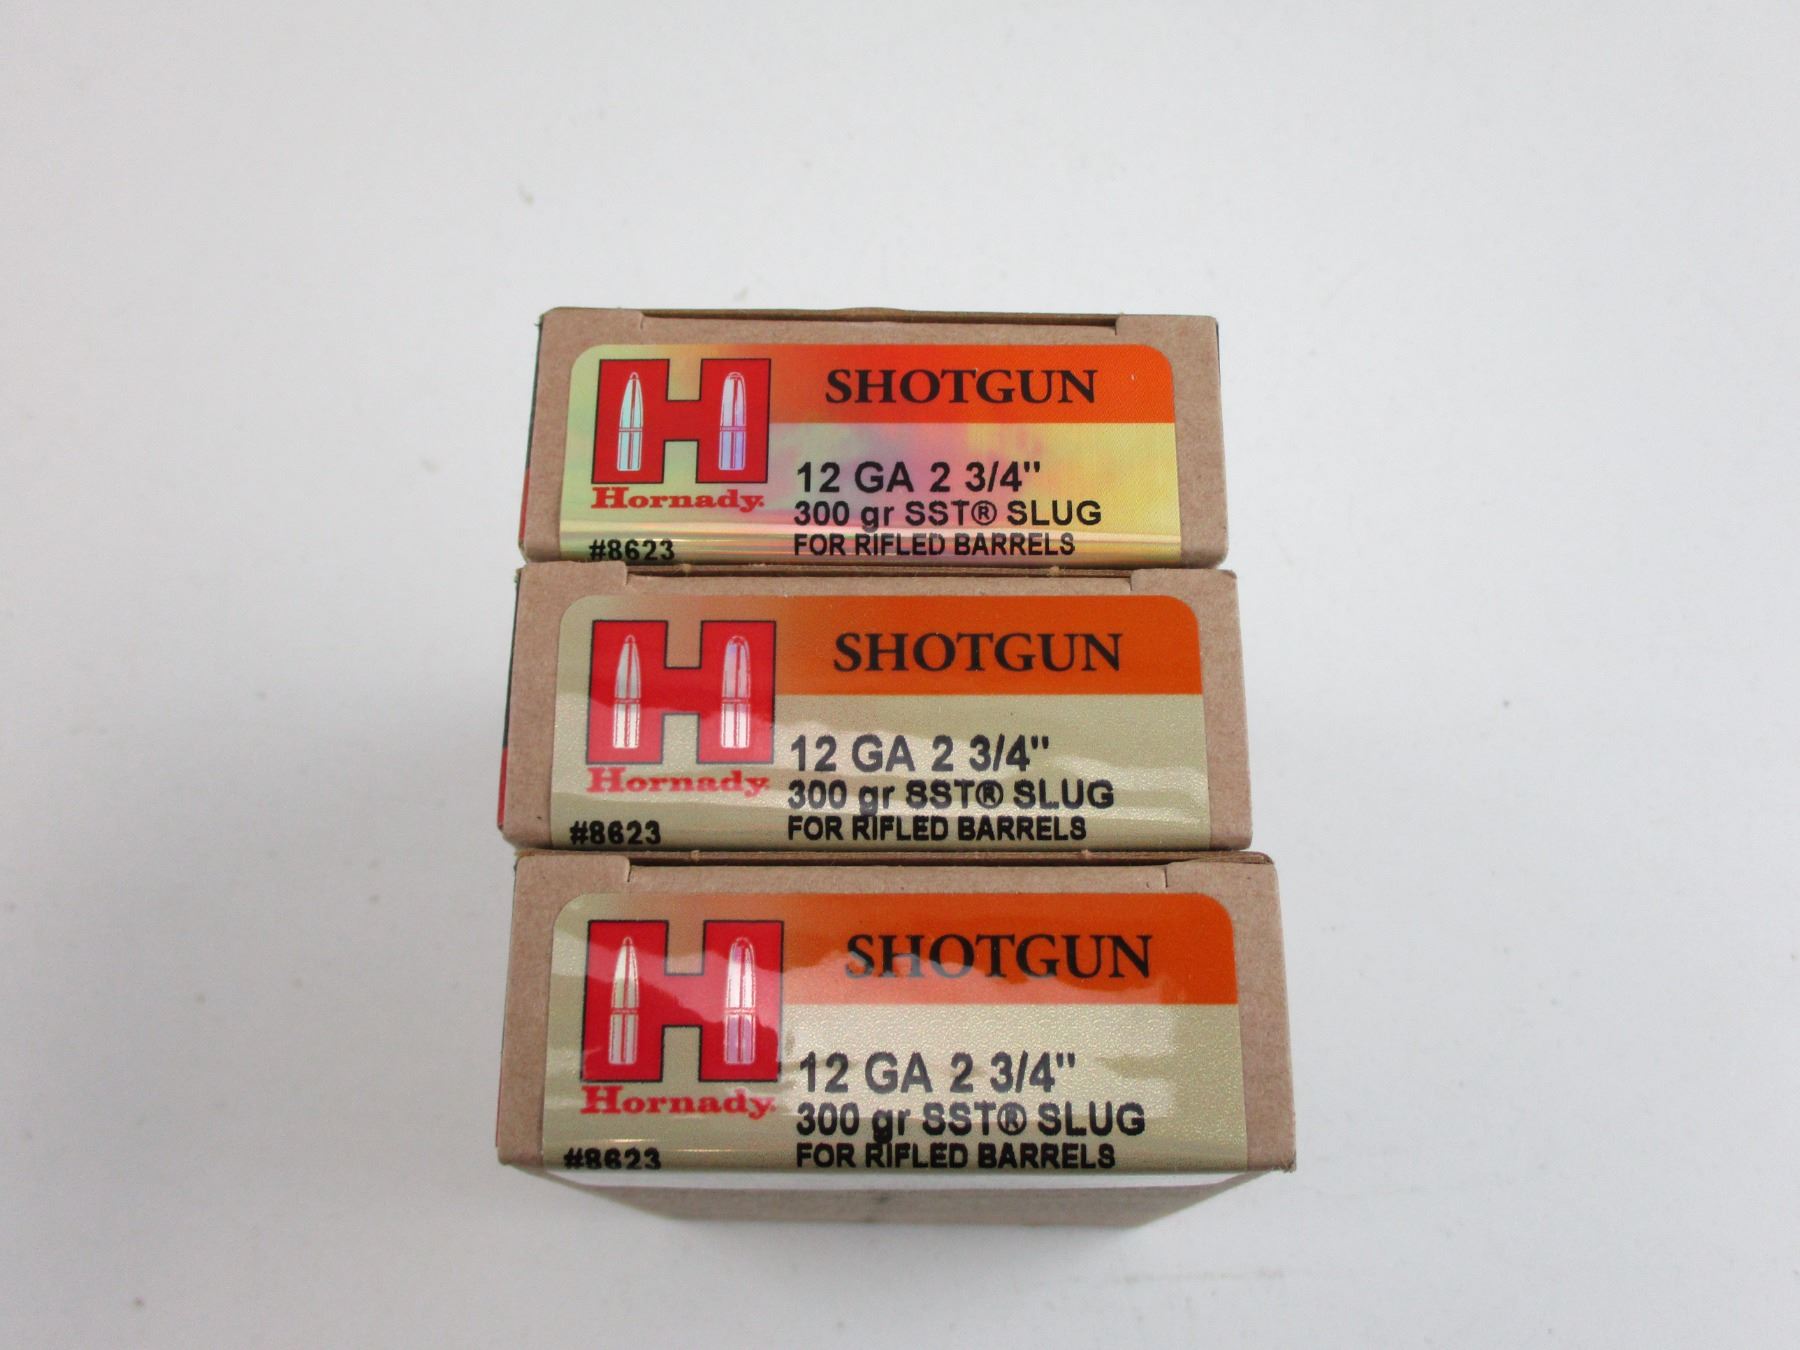 SHOTGUN
Hornady
12 GA 2 3/4"
300 gr SST® SLUG
#8623
FOR RIFLED BARRELS
SHOTGUN
Hornady
12 GA 2 3/4"
300 gr SST® SLUG
#8623
FOR RIFLED BARRELS
SHOTGUN
Hornady
12 GA 2 3/4"
300 gr SST® SLUG
#8623
FOR RIFLED BARRELS